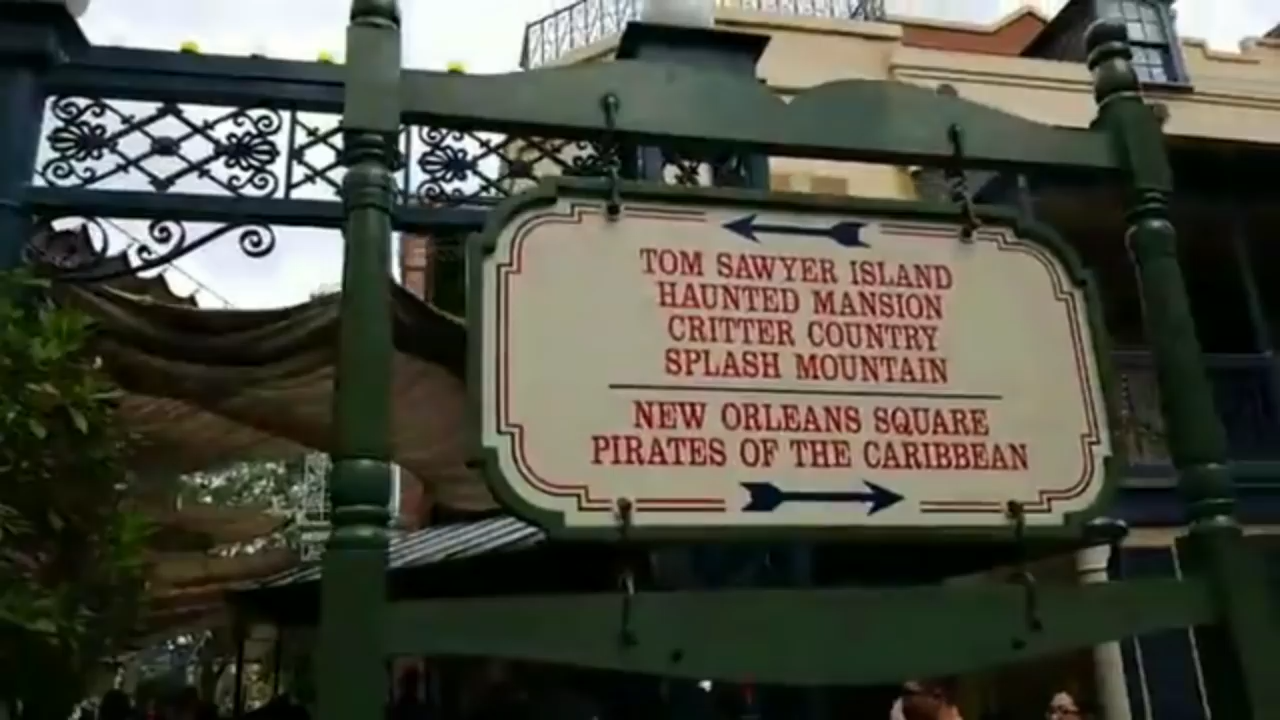 TOM SAWYER ISLAND
HAUNTED MANSION
CRITTER COUNTRY
SPLASH MOUNTAIN
NEW ORLEANS SQUARE
PIRATES OF THE CARIBBEAN